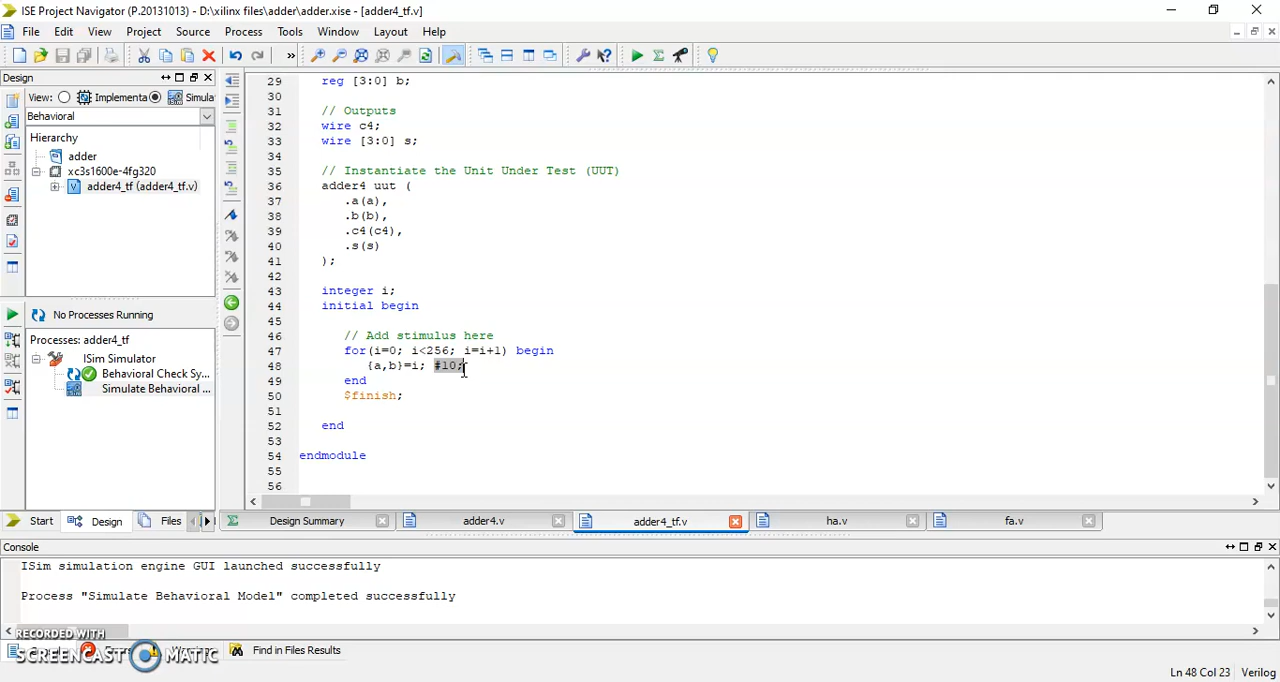 ISE Project Navigator (P.20131013) - D:\xilinx files\adder\adder.xise - [adder4_tf.v]
File Edit View Project Source Process Tools Window Layout Help
Design
View: Implementa Simula
Behavioral
Hierarchy
adder
xc3s1600e-4fg320
adder4_tf (adder4_tf.v)
No Processes Running
Processes: adder4_tf
ISim Simulator
Behavioral Check Sy...
Simulate Behavioral ...
Start Design Files
29 reg [3:0] b;
30
31 // Outputs
32 wire c4;
33 wire [3:0] s;
34
35 // Instantiate the Unit Under Test (UUT)
36 adder4 uut (
37 .a(a),
38 .b(b),
39 .c4(c4),
40 .s(s)
41 );
42
43 integer i;
44 initial begin
45
46 // Add stimulus here
47 for(i=0; i<256; i=i+1) begin
48 {a,b}=i; #10;
49 end
50 $finish;
51
52 end
53
54 endmodule
55
56
Design Summary adder4.v adder4_tf.v ha.v fa.v
Console
ISim simulation engine GUI launched successfully
Process "Simulate Behavioral Model" completed successfully
RECORDED WITH
SCREENCAST MATIC
Find in Files Results
Ln 48 Col 23 Verilog